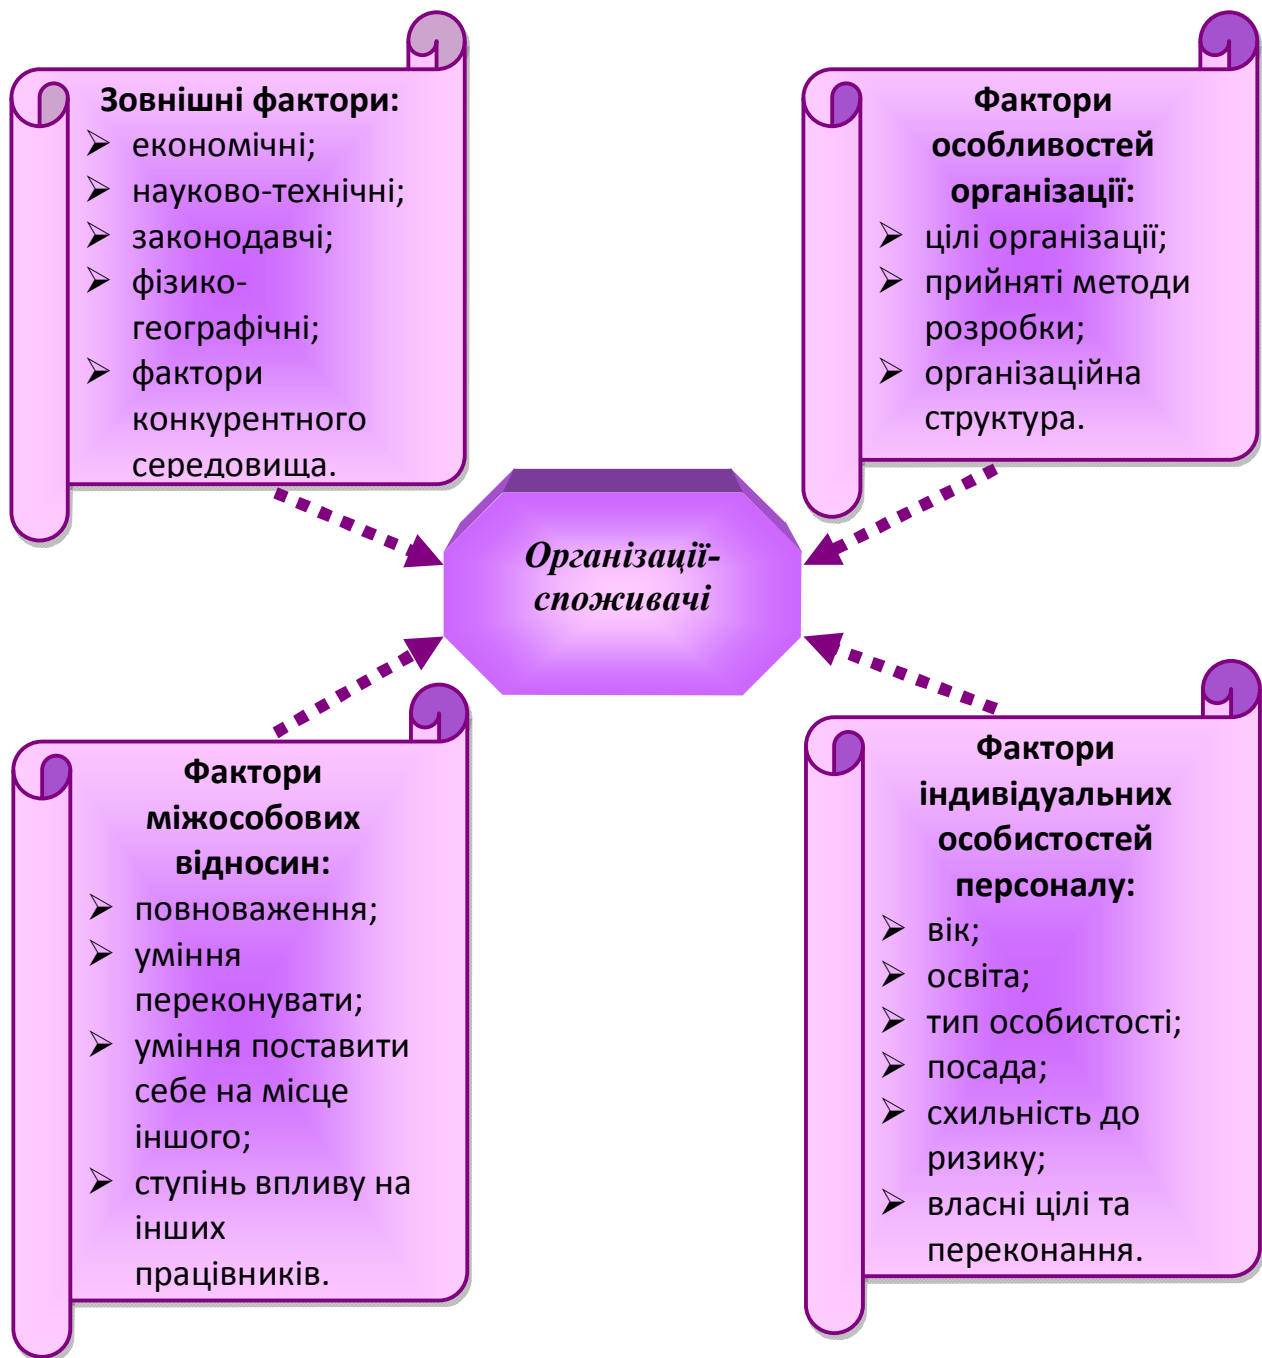 Зовнішні фактори:
➢ економічні;
➢ науково-технічні;
➢ законодавчі;
➢ фізико-
географічні;
➢ фактори
конкурентного
середовища.
Фактори
особливостей
організації:
➢ цілі організації;
➢ прийняті методи
розробки;
➢ організаційна
структура.
Організації-
споживачі
Фактори
міжособових
відносин:
➢ повноваження;
➢ уміння
переконувати;
➢ уміння поставити
себе на місце
іншого;
➢ ступінь впливу на
інших
працівників.
Фактори
індивідуальних
особистостей
персоналу:
➢ вік;
➢ освіта;
➢ тип особистості;
➢ посада;
➢ схильність до
ризику;
➢ власні цілі та
переконання.